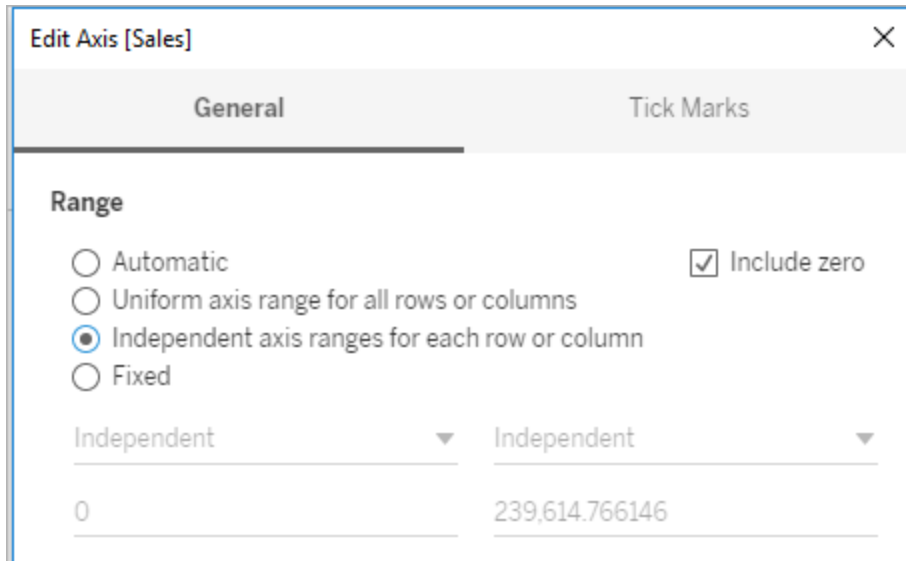 Edit Axis [Sales]
General Tick Marks
Range
Automatic Include zero
Uniform axis range for all rows or columns
Independent axis ranges for each row or column
Fixed
Independent Independent
0 239,614.766146